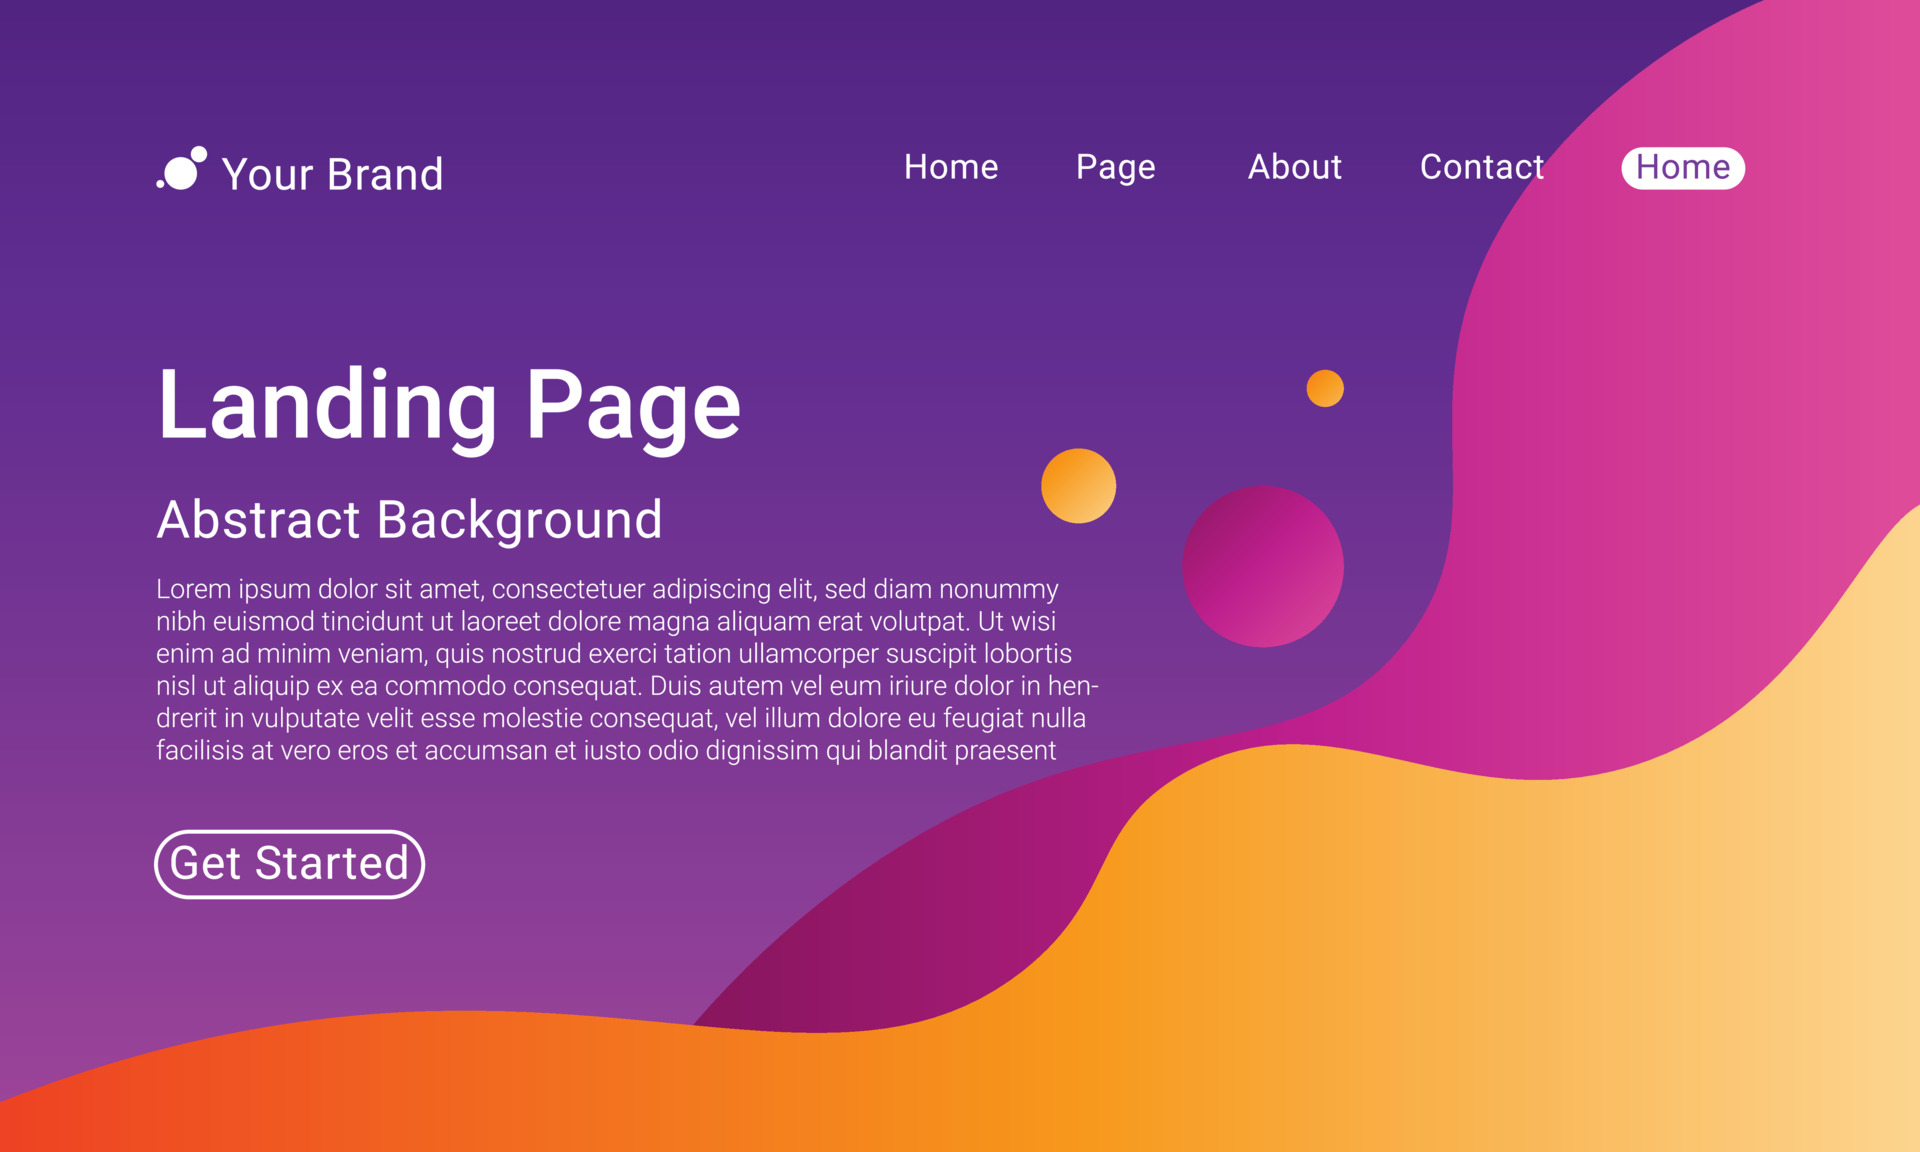 Your Brand
Home Page About Contact Home
Landing Page
Abstract Background
Lorem ipsum dolor sit amet, consectetuer adipiscing elit, sed diam nonummy
nibh euismod tincidunt ut laoreet dolore magna aliquam erat volutpat. Ut wisi
enim ad minim veniam, quis nostrud exerci tation ullamcorper suscipit lobortis
nisl ut aliquip ex ea commodo consequat. Duis autem vel eum iriure dolor in hen-
drerit in vulputate velit esse molestie consequat, vel illum dolore eu feugiat nulla
facilisis at vero eros et accumsan et iusto odio dignissim qui blandit praesent
Get Started